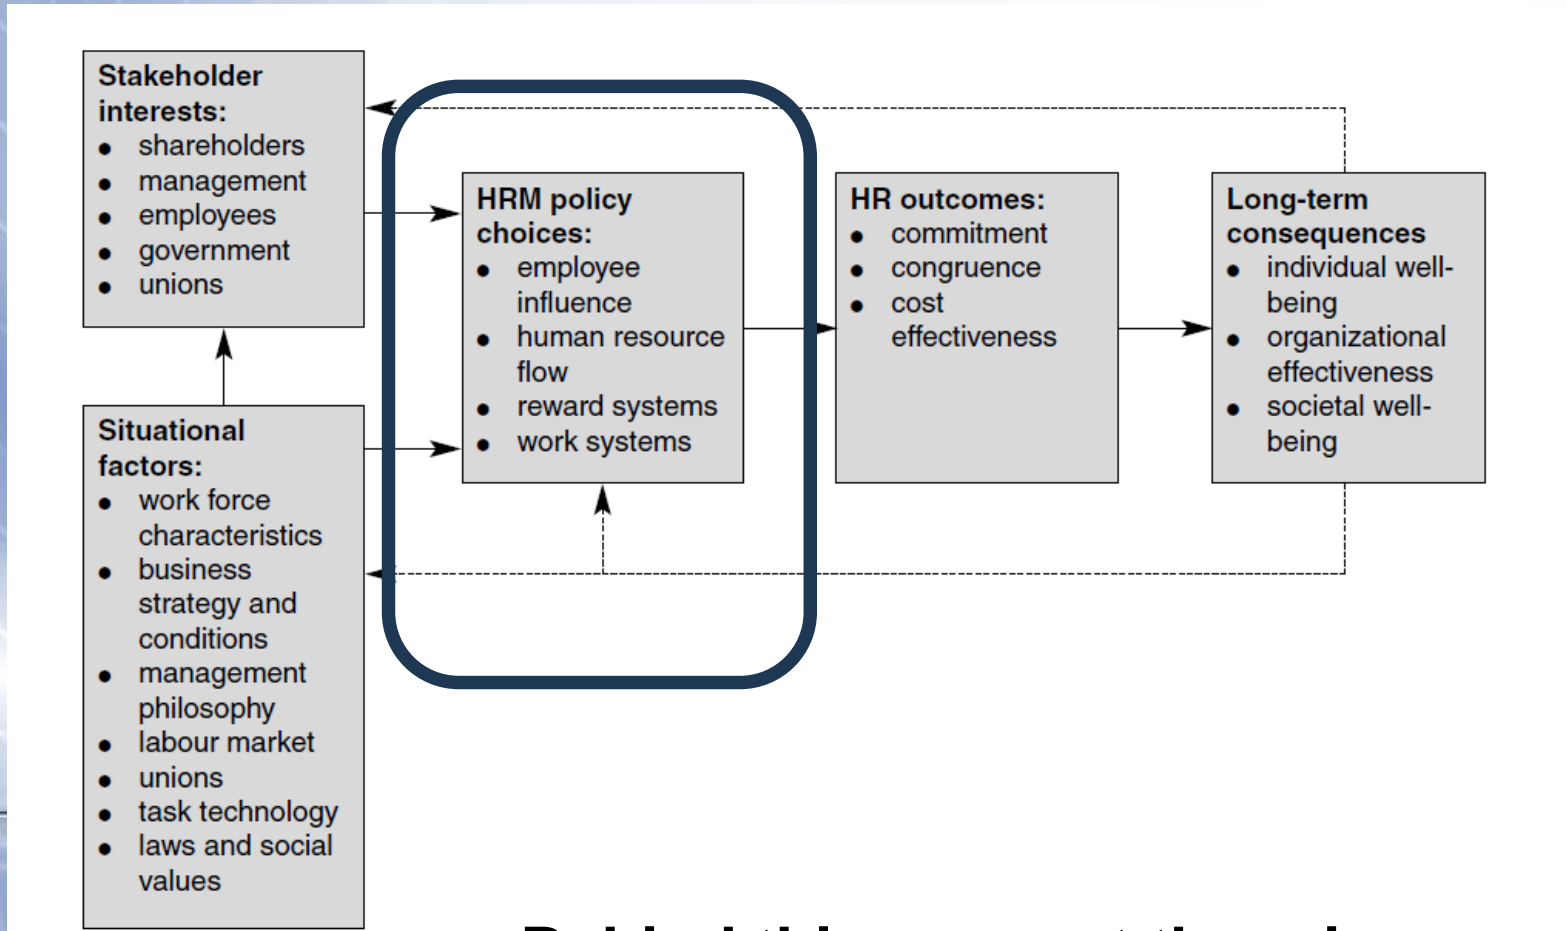 Stakeholder
interests:
● shareholders
● management
● employees
● government
● unions
HRM policy
choices:
● employee
influence
● human resource
flow
● reward systems
● work systems
HR outcomes:
● commitment
● congruence
● cost
effectiveness
Long-term
consequences
● individual well-
being
● organizational
effectiveness
● societal well-
being
Situational
factors:
● work force
characteristics
● business
strategy and
conditions
● management
philosophy
● labour market
● unions
● task technology
● laws and social
values